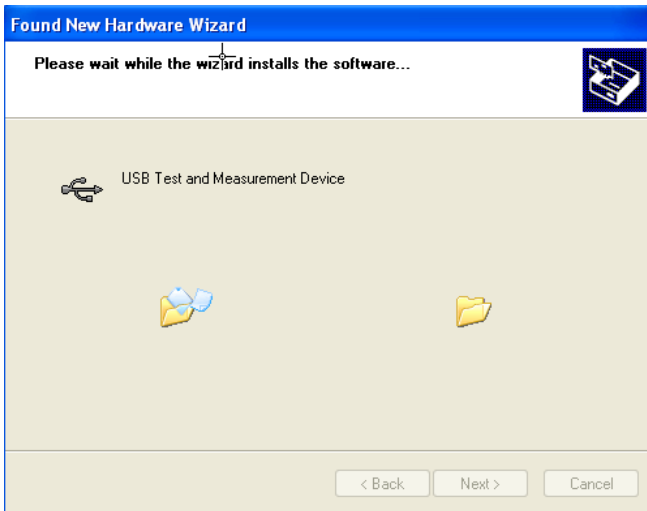 Found New Hardware Wizard
Please wait while the wizard installs the software...
USB Test and Measurement Device
< Back
Next >
Cancel